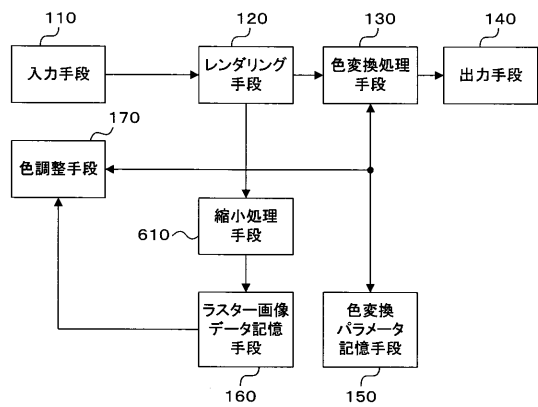 110
120
130
140
入力手段
レンダリング
手段
色変換処理
手段
出力手段
170
色調整手段
610
縮小処理
手段
ラスター画像
データ記憶
手段
色変換
パラメータ
記憶手段
160
150